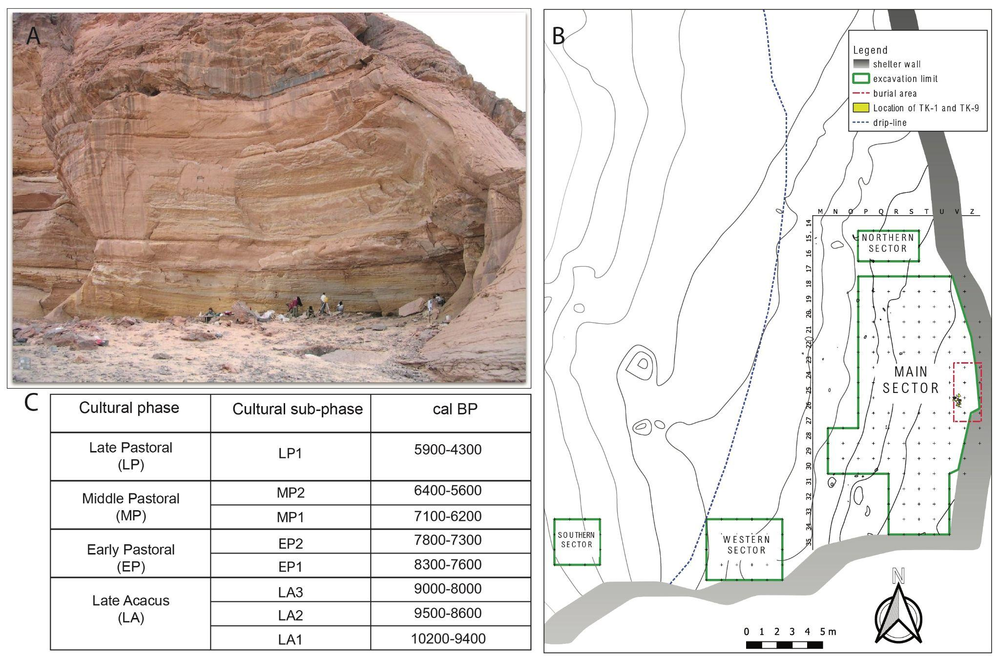 A
B
Legend
shelter wall
excavation limit
burial area
Location of TK-1 and TK-9
drip-line
M N O P Q R S T U V Z
14
15
16
17
18
19
20
21
22
23
24
25
26
27
28
29
30
31
32
33
34
35
NORTHERN
SECTOR
MAIN
SECTOR
SOUTHERN
SECTOR
WESTERN
SECTOR
N
0 1 2 3 4 5 m
C
Cultural phase Cultural sub-phase cal BP
Late Pastoral
(LP)
LP1 5900-4300
Middle Pastoral
(MP)
MP2 6400-5600
MP1 7100-6200
Early Pastoral
(EP)
EP2 7800-7300
EP1 8300-7600
Late Acacus
(LA)
LA3 9000-8000
LA2 9500-8600
LA1 10200-9400